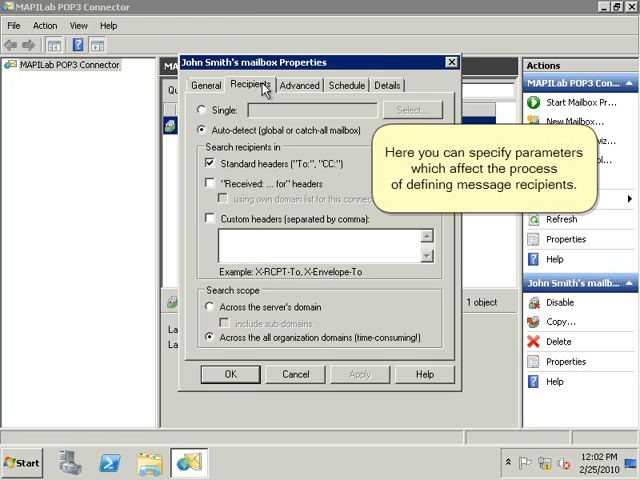 MAPILab POP3 Connector
File Action View Help
MAPILab POP3 Connector
John Smith's mailbox Properties
General Recipients Advanced Schedule Details
Single:
Select...
Auto-detect (global or catch-all mailbox)
Search recipients in
Standard headers ("To:", "CC:")
"Received: ... for" headers
using own domain list for this connec
Custom headers (separated by comma):
Example: X-RCPT-To, X-Envelope-To
Search scope
Across the server's domain
include sub-domains
Across the all organization domains (time-consuming!)
OK Cancel Apply Help
Here you can specify parameters
which affect the process
of defining message recipients.
MA
Qu
La
La
1 object
Actions
MAPILab POP3 Con...
Start Mailbox Pr...
New Mailbox...
Refresh
Properties
Help
John Smith's mailb...
Disable
Copy...
Delete
Properties
Help
Start
12:02 PM
2/25/2010